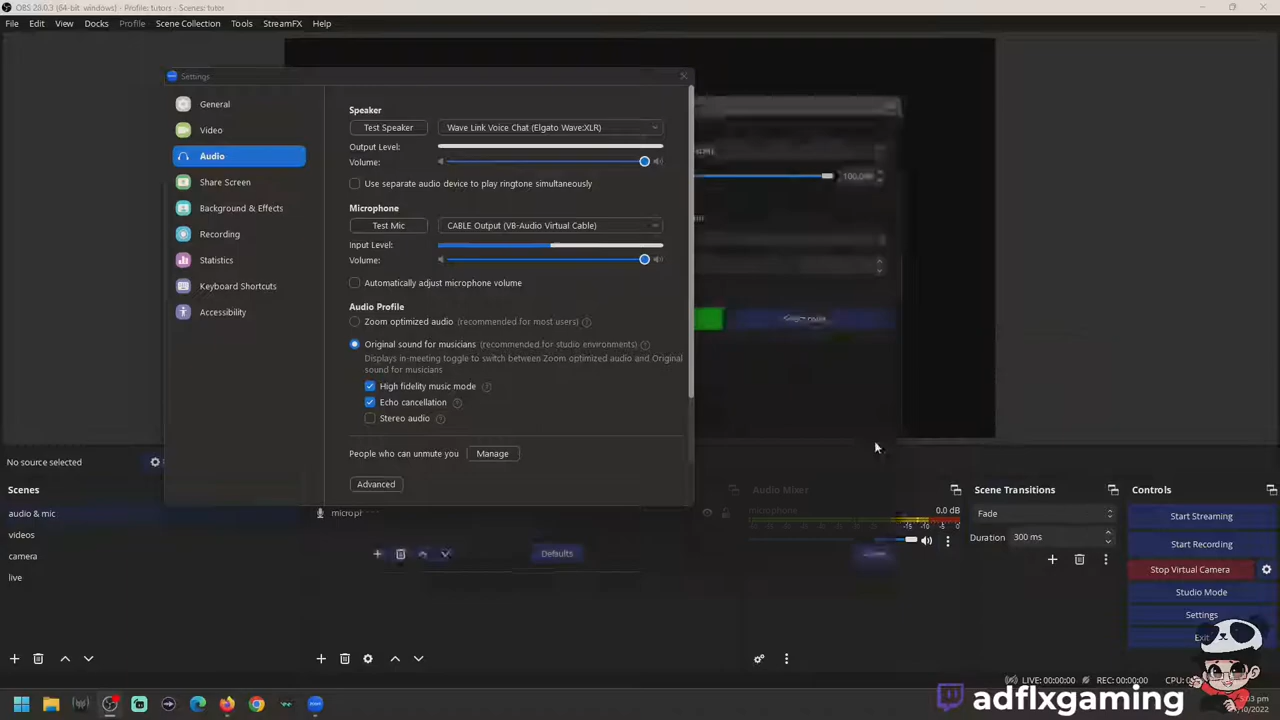 OBS 28.0.3 (64-bit windows) - Profile: tutors - Scenes: tutor
File Edit View Docks Profile Scene Collection Tools StreamFX Help
Settings
General
Video
Audio
Share Screen
Background & Effects
Recording
Statistics
Keyboard Shortcuts
Accessibility
Speaker
Test Speaker Wave Link Voice Chat (Elgato Wave:XLR)
Output Level:
Volume:
Use separate audio device to play ringtone simultaneously
Microphone
Test Mic CABLE Output (VB-Audio Virtual Cable)
Input Level:
Volume:
Automatically adjust microphone volume
Audio Profile
Zoom optimized audio (recommended for most users)
Original sound for musicians (recommended for studio environments)
Displays in-meeting toggle to switch between Zoom optimized audio and Original
sound for musicians
High fidelity music mode
Echo cancellation
Stereo audio
People who can unmute you Manage
Advanced
No source selected
Scenes
audio & mic
videos
camera
live
Defaults
Audio Mixer
microphone 0.0 dB
Scene Transitions
Fade
Duration 300 ms
Controls
Start Streaming
Start Recording
Stop Virtual Camera
Studio Mode
Settings
LIVE: 00:00:00 REC: 00:00:00
adflxgaming